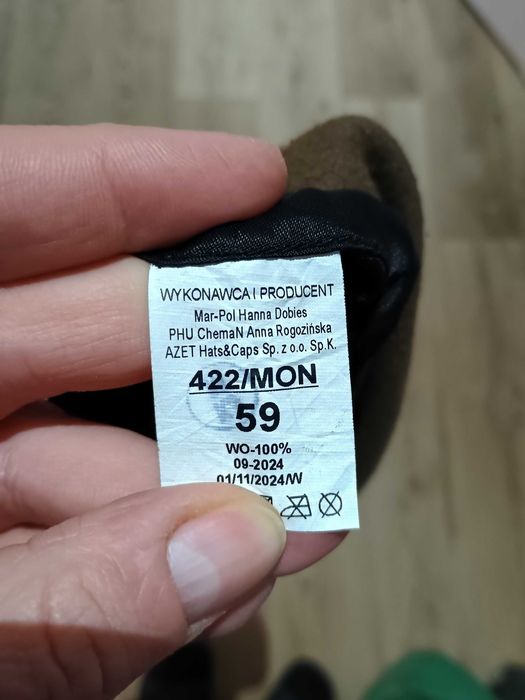 WYKONAWCA I PRODUCENT
Mar-Pol Hanna Dobies
PHU ChemaN Anna Rogozińska
AZET Hats&Caps Sp. z o.o. Sp.K.
422/MON
59
WO-100%
09-2024
01/11/2024/W